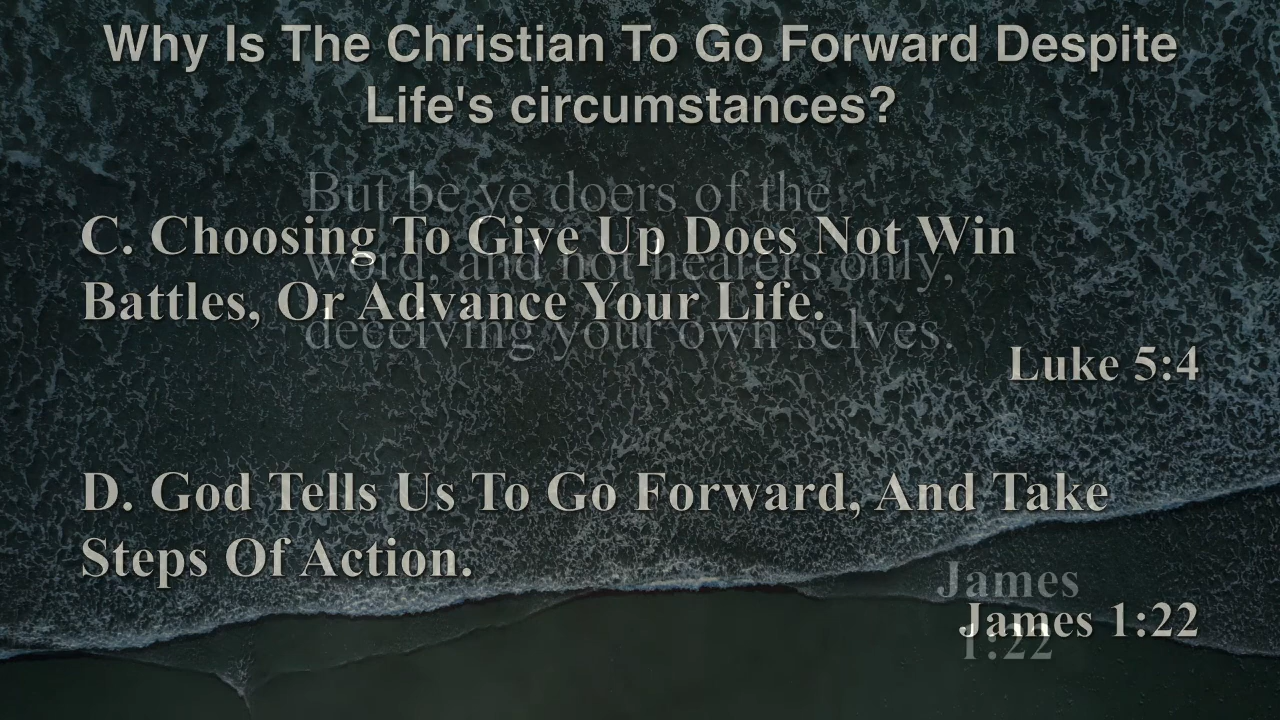 Why Is The Christian To Go Forward Despite
Life's circumstances?
But be ye doers of the
C. Choosing To Give Up Does Not Win
word, and not hearers only,
Battles, Or Advance Your Life.
deceiving your own selves.
Luke 5:4
D. God Tells Us To Go Forward, And Take
Steps Of Action.
James
James 1:22
1:22